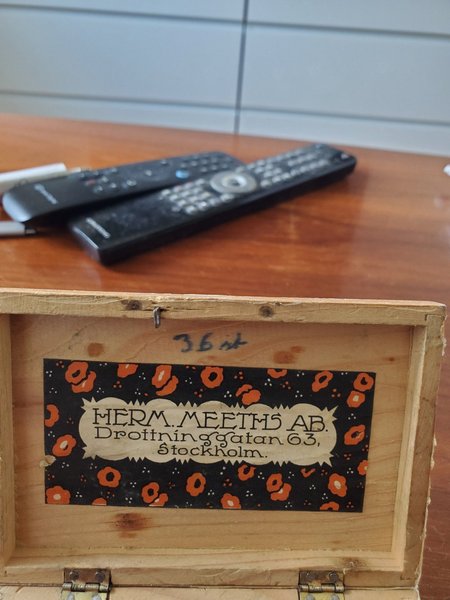 36 st
HERM. MEETHS AB.
Drottninggatan 63,
Stockholm.